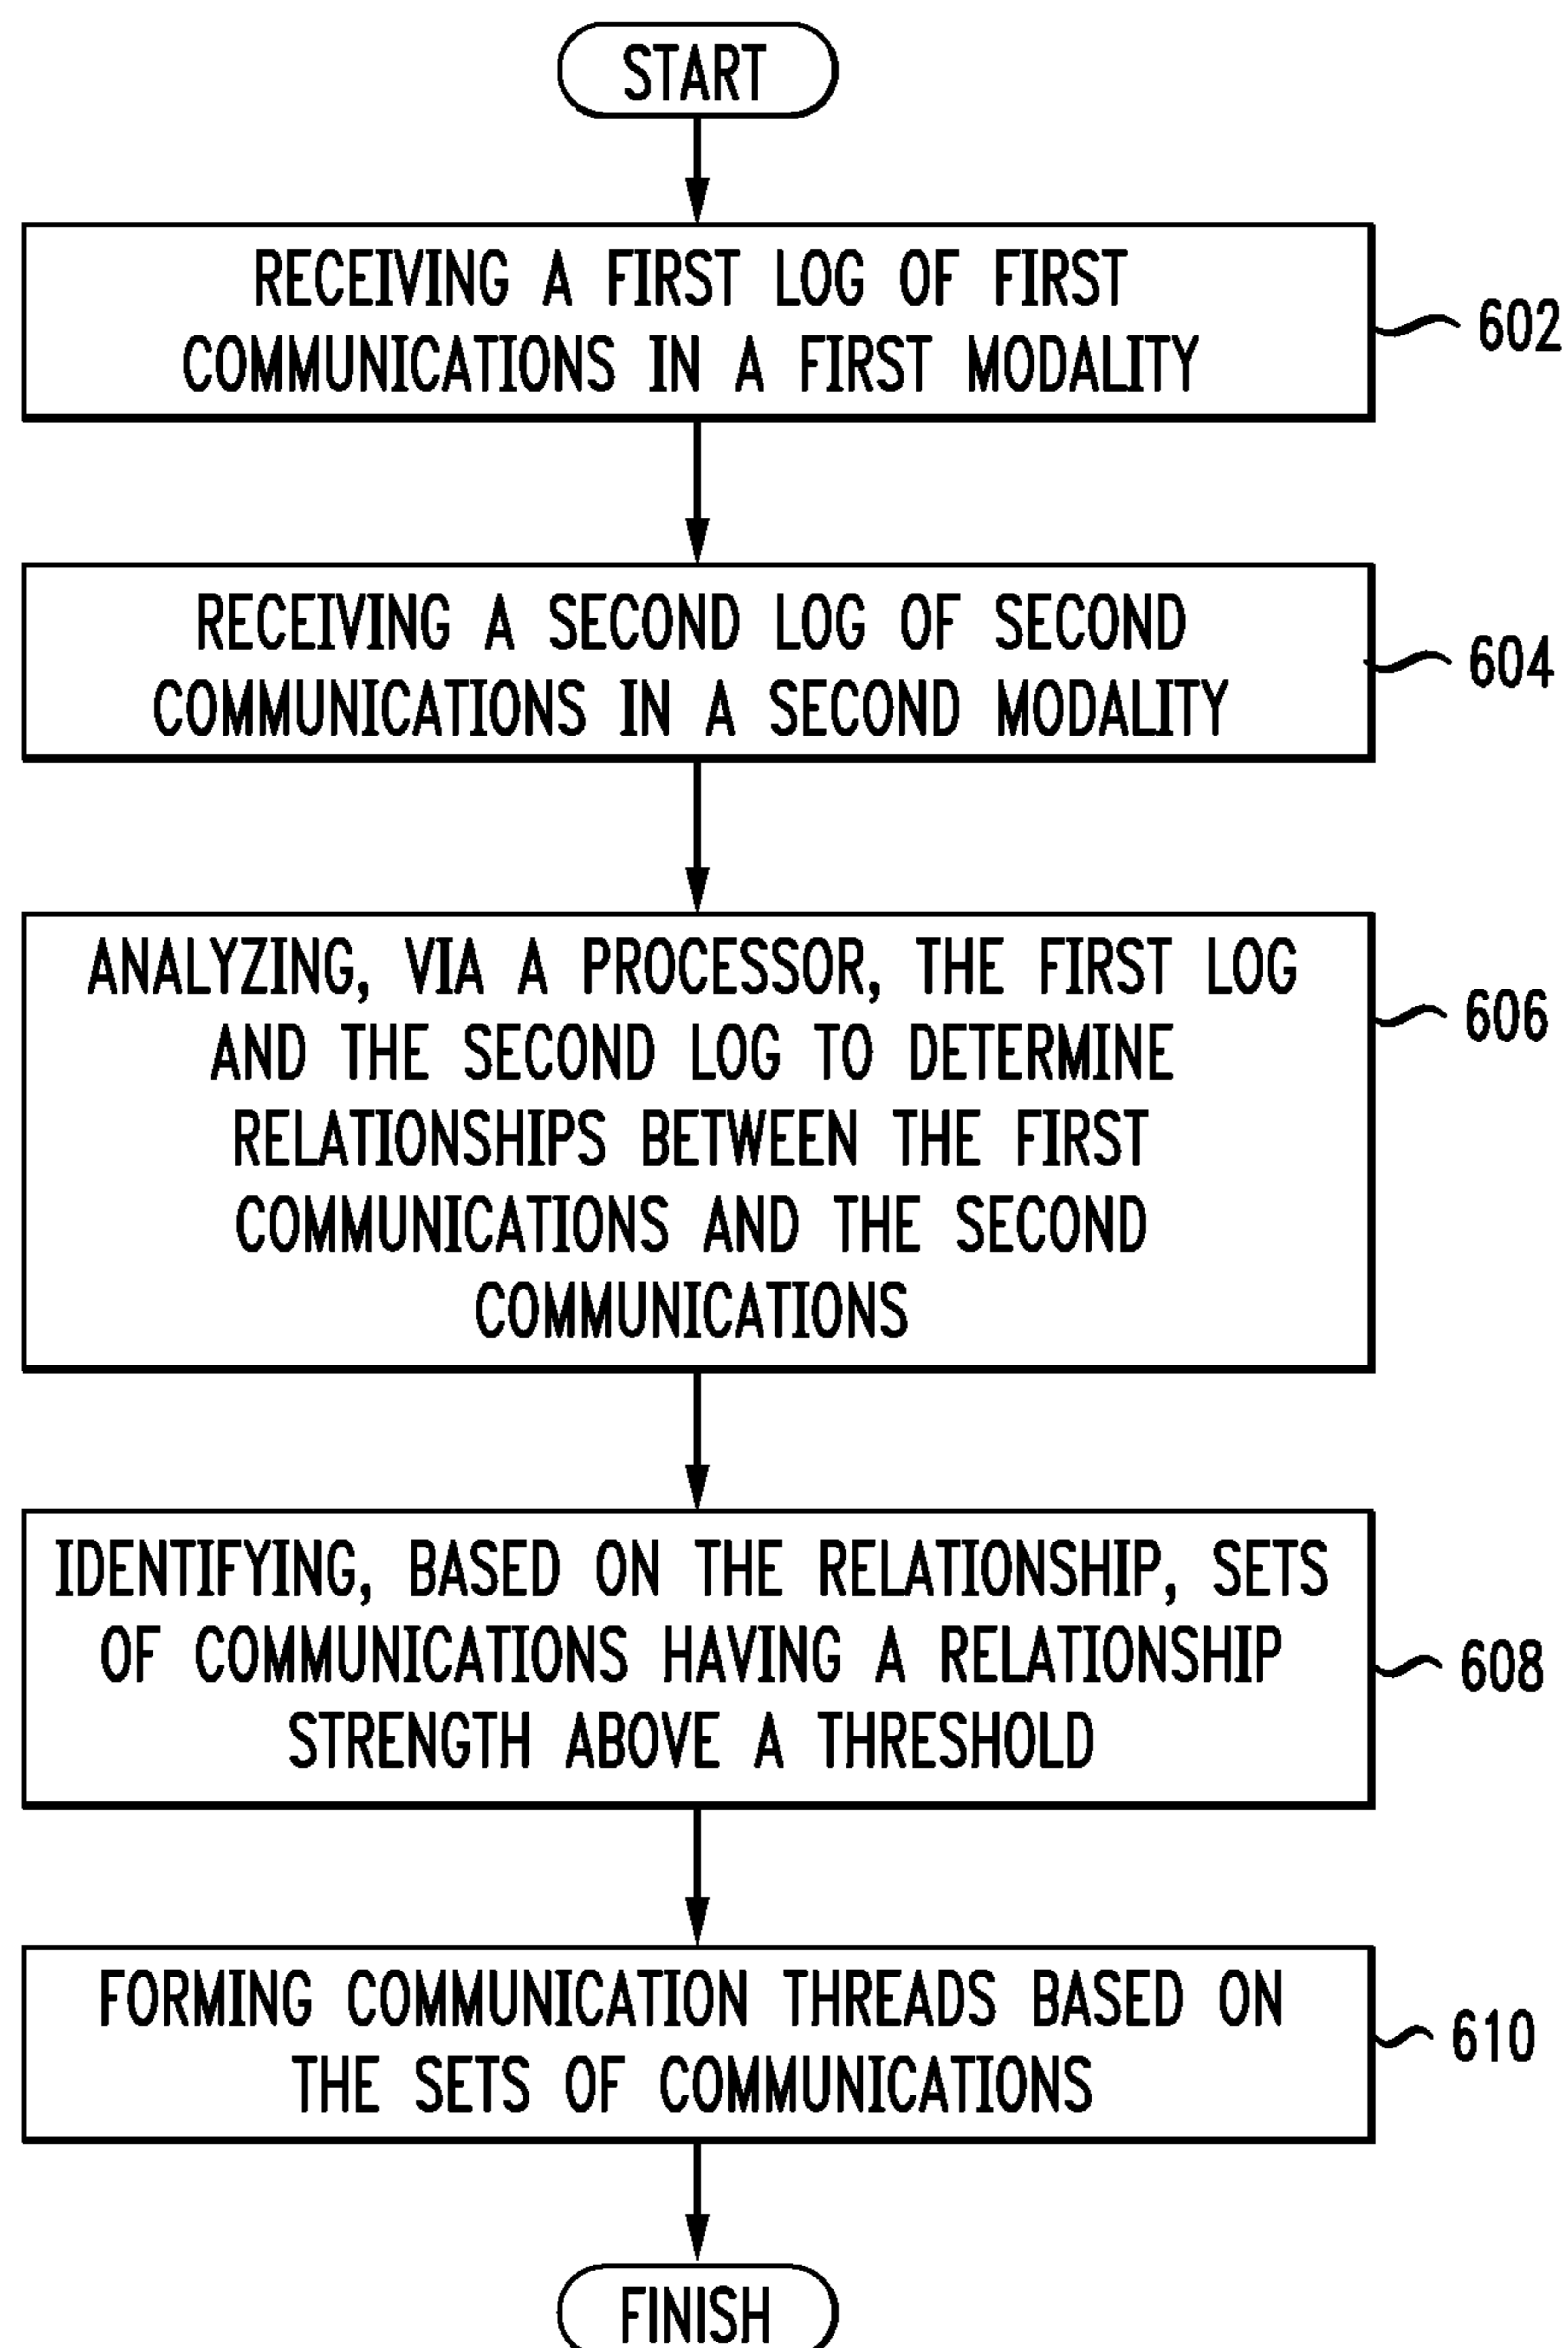 START
RECEIVING A FIRST LOG OF FIRST
COMMUNICATIONS IN A FIRST MODALITY
602
RECEIVING A SECOND LOG OF SECOND
COMMUNICATIONS IN A SECOND MODALITY
604
ANALYZING, VIA A PROCESSOR, THE FIRST LOG
AND THE SECOND LOG TO DETERMINE
RELATIONSHIPS BETWEEN THE FIRST
COMMUNICATIONS AND THE SECOND
COMMUNICATIONS
606
IDENTIFYING, BASED ON THE RELATIONSHIP, SETS
OF COMMUNICATIONS HAVING A RELATIONSHIP
STRENGTH ABOVE A THRESHOLD
608
FORMING COMMUNICATION THREADS BASED ON
THE SETS OF COMMUNICATIONS
610
FINISH